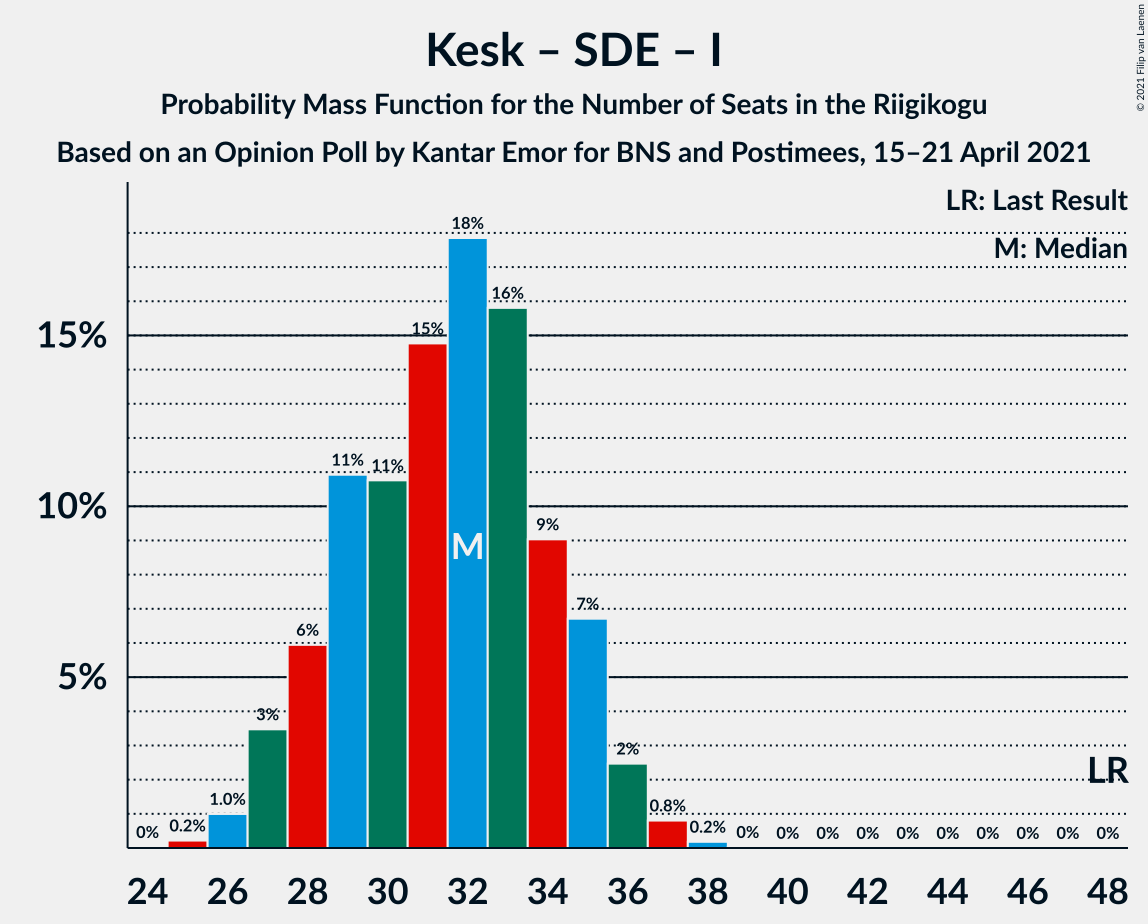 Kesk – SDE – I
Probability Mass Function for the Number of Seats in the Riigikogu
Based on an Opinion Poll by Kantar Emor for BNS and Postimees, 15–21 April 2021
© 2021 Filip van Laenen
LR: Last Result
M: Median
15%
10%
5%
0% 0.2% 1.0% 3% 6% 11% 11% 15% 18% 16% 9% 7% 2% 0.8% 0.2% 0% 0% 0% 0% 0% 0% 0% 0% 0% 0%
M
LR
24 26 28 30 32 34 36 38 40 42 44 46 48